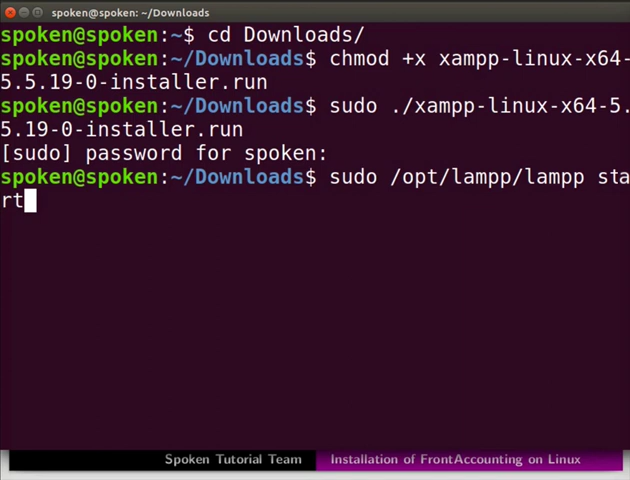 spoken@spoken: ~/Downloads
spoken@spoken:~$ cd Downloads/
spoken@spoken:~/Downloads$ chmod +x xampp-linux-x64-
5.5.19-0-installer.run
spoken@spoken:~/Downloads$ sudo ./xampp-linux-x64-5.
5.19-0-installer.run
[sudo] password for spoken:
spoken@spoken:~/Downloads$ sudo /opt/lampp/lampp sta
rt
Spoken Tutorial Team
Installation of FrontAccounting on Linux